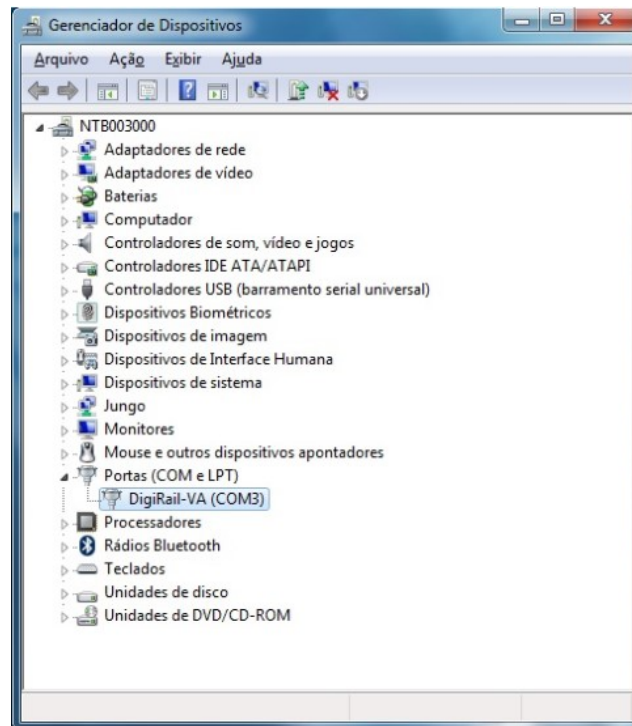 Gerenciador de Dispositivos
Arquivo Ação Exibir Ajuda
NTB003000
Adaptadores de rede
Adaptadores de vídeo
Baterias
Computador
Controladores de som, vídeo e jogos
Controladores IDE ATA/ATAPI
Controladores USB (barramento serial universal)
Dispositivos Biométricos
Dispositivos de imagem
Dispositivos de Interface Humana
Dispositivos de sistema
Jungo
Monitores
Mouse e outros dispositivos apontadores
Portas (COM e LPT)
DigiRail-VA (COM3)
Processadores
Rádios Bluetooth
Teclados
Unidades de disco
Unidades de DVD/CD-ROM